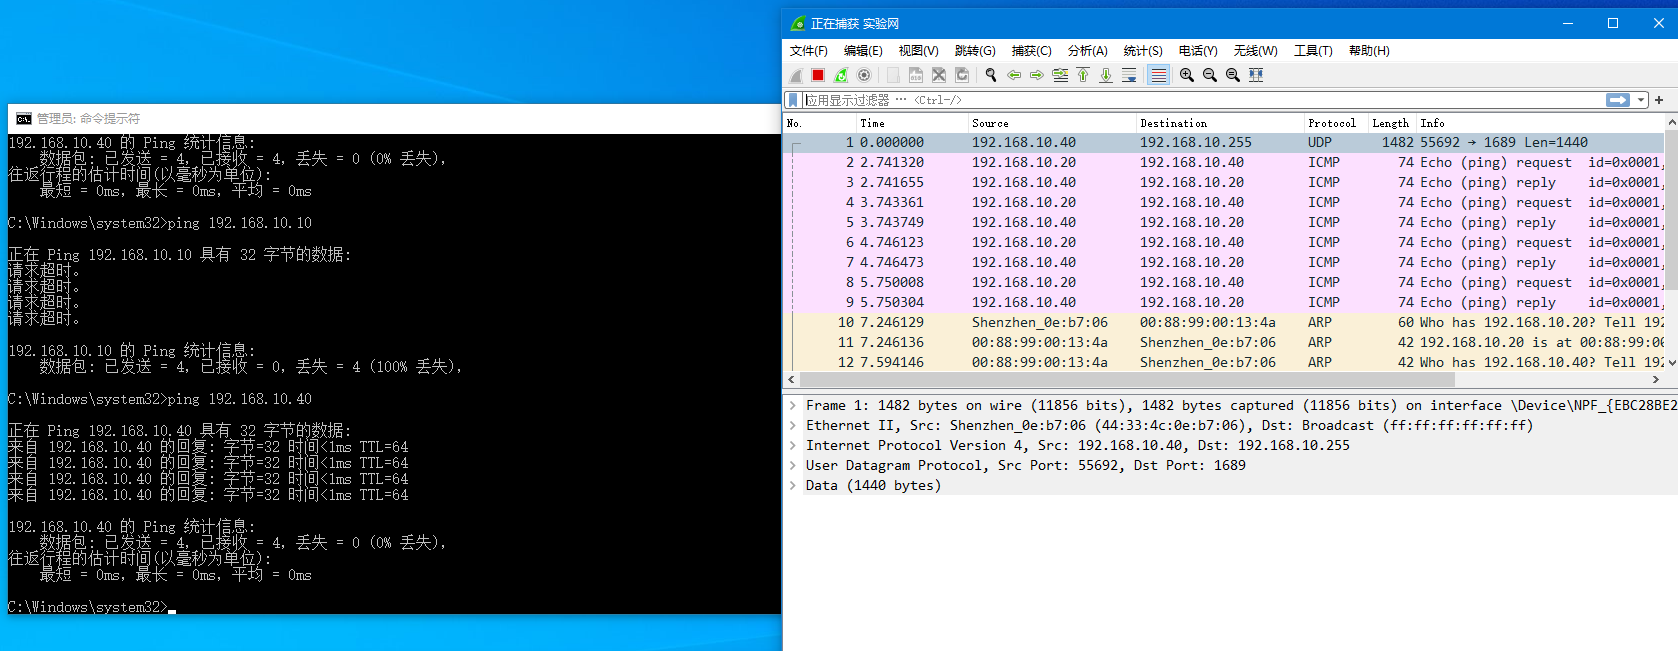 管理员: 命令提示符
192.168.10.40 的 Ping 统计信息:
数据包: 已发送 = 4，已接收 = 4，丢失 = 0 (0% 丢失)，
往返行程的估计时间(以毫秒为单位):
最短 = 0ms，最长 = 0ms，平均 = 0ms
C:\Windows\system32>ping 192.168.10.10
正在 Ping 192.168.10.10 具有 32 字节的数据:
请求超时。
请求超时。
请求超时。
请求超时。
192.168.10.10 的 Ping 统计信息:
数据包: 已发送 = 4，已接收 = 0，丢失 = 4 (100% 丢失)，
C:\Windows\system32>ping 192.168.10.40
正在 Ping 192.168.10.40 具有 32 字节的数据:
来自 192.168.10.40 的回复: 字节=32 时间<1ms TTL=64
来自 192.168.10.40 的回复: 字节=32 时间<1ms TTL=64
来自 192.168.10.40 的回复: 字节=32 时间<1ms TTL=64
来自 192.168.10.40 的回复: 字节=32 时间<1ms TTL=64
192.168.10.40 的 Ping 统计信息:
数据包: 已发送 = 4，已接收 = 4，丢失 = 0 (0% 丢失)，
往返行程的估计时间(以毫秒为单位):
最短 = 0ms，最长 = 0ms，平均 = 0ms
C:\Windows\system32>
正在捕获 实验网
文件(F) 编辑(E) 视图(V) 跳转(G) 捕获(C) 分析(A) 统计(S) 电话(Y) 无线(W) 工具(T) 帮助(H)
应用显示过滤器 … <Ctrl-/>
No. Time Source Destination Protocol Length Info
1 0.000000 192.168.10.40 192.168.10.255 UDP 1482 55692 → 1689 Len=1440
2 2.741320 192.168.10.20 192.168.10.40 ICMP 74 Echo (ping) request id=0x0001,
3 2.741655 192.168.10.40 192.168.10.20 ICMP 74 Echo (ping) reply id=0x0001,
4 3.743361 192.168.10.20 192.168.10.40 ICMP 74 Echo (ping) request id=0x0001,
5 3.743749 192.168.10.40 192.168.10.20 ICMP 74 Echo (ping) reply id=0x0001,
6 4.746123 192.168.10.20 192.168.10.40 ICMP 74 Echo (ping) request id=0x0001,
7 4.746473 192.168.10.40 192.168.10.20 ICMP 74 Echo (ping) reply id=0x0001,
8 5.750008 192.168.10.20 192.168.10.40 ICMP 74 Echo (ping) request id=0x0001,
9 5.750304 192.168.10.40 192.168.10.20 ICMP 74 Echo (ping) reply id=0x0001,
10 7.246129 Shenzhen_0e:b7:06 00:88:99:00:13:4a ARP 60 Who has 192.168.10.20? Tell 192
11 7.246136 00:88:99:00:13:4a Shenzhen_0e:b7:06 ARP 42 192.168.10.20 is at 00:88:99:00
12 7.594146 00:88:99:00:13:4a Shenzhen_0e:b7:06 ARP 42 Who has 192.168.10.40? Tell 192
Frame 1: 1482 bytes on wire (11856 bits), 1482 bytes captured (11856 bits) on interface \Device\NPF_{EBC28BE2
Ethernet II, Src: Shenzhen_0e:b7:06 (44:33:4c:0e:b7:06), Dst: Broadcast (ff:ff:ff:ff:ff:ff)
Internet Protocol Version 4, Src: 192.168.10.40, Dst: 192.168.10.255
User Datagram Protocol, Src Port: 55692, Dst Port: 1689
Data (1440 bytes)